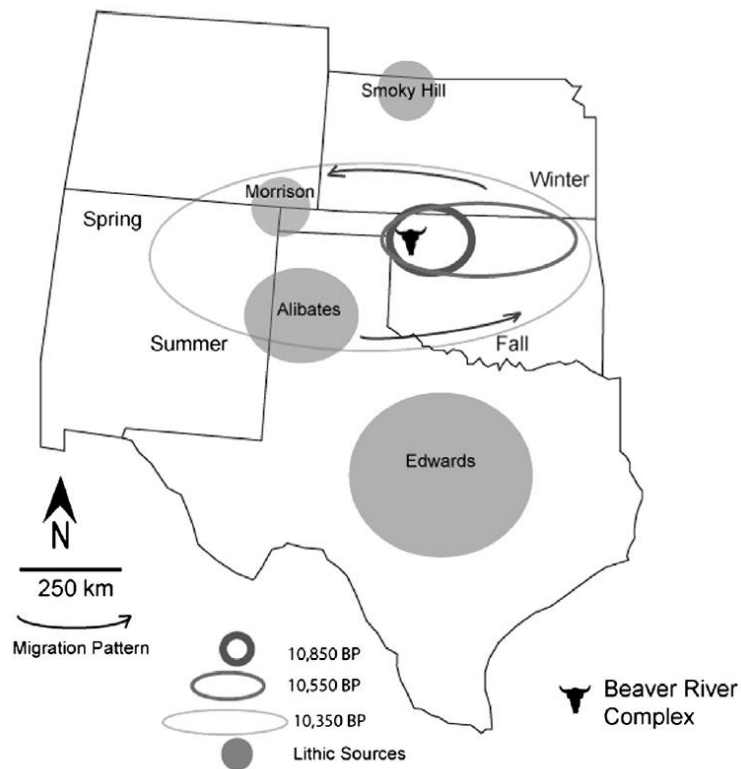 Smoky Hill
Winter
Morrison
Spring
Alibates
Summer
Fall
Edwards
N
250 km
Migration Pattern
10,850 BP
10,550 BP
10,350 BP
Lithic Sources
Beaver River
Complex